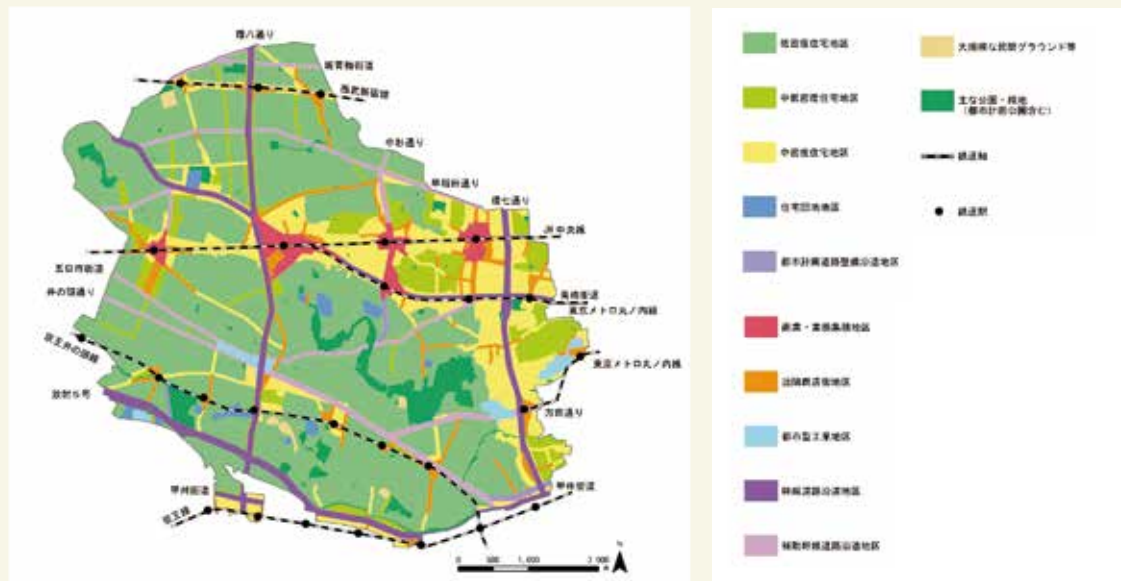 環八通り
新青梅街道
西武新宿線
中杉通り
早稲田通り
環七通り
JR中央線
五日市街道
井の頭通り
青梅街道
東京メトロ丸ノ内線
京王井の頭線
東京メトロ丸ノ内線
放射5号
方南通り
甲州街道
甲州街道
京王線
0 500 1,000 2,000
m
N
低密度住宅地区
中低密度住宅地区
中密度住宅地区
住宅団地地区
都市計画道路整備沿道地区
商業・業務集積地区
近隣商店街地区
都市型工業地区
幹線道路沿道地区
補助幹線道路沿道地区
大規模な民間グラウンド等
主な公園・緑地
(都市計画公園含む)
鉄道軸
鉄道駅